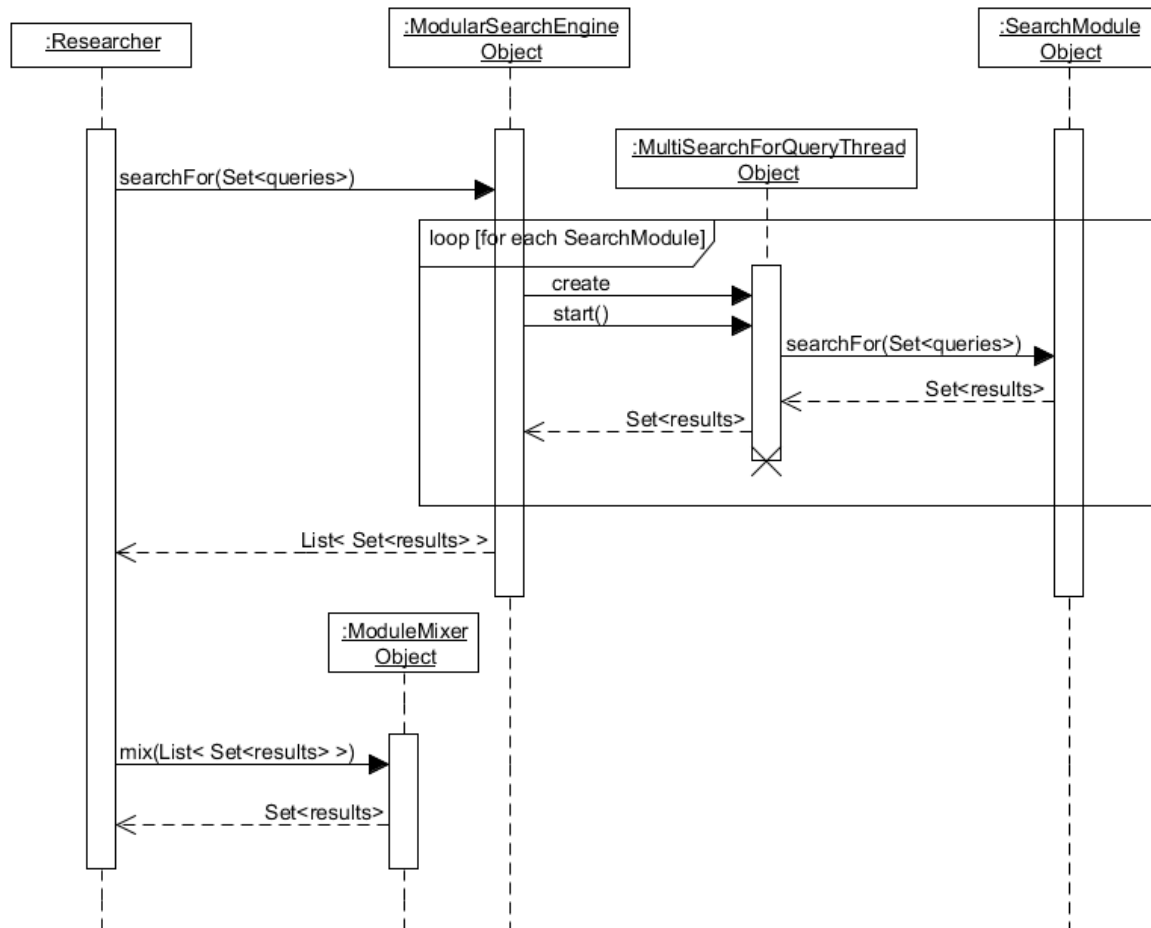 :Researcher
:ModularSearchEngine
Object
:SearchModule
Object
:MultiSearchForQueryThread
Object
searchFor(Set<queries>)
loop [for each SearchModule]
create
start()
searchFor(Set<queries>)
Set<results>
Set<results>
List< Set<results> >
:ModuleMixer
Object
mix(List< Set<results> >)
Set<results>